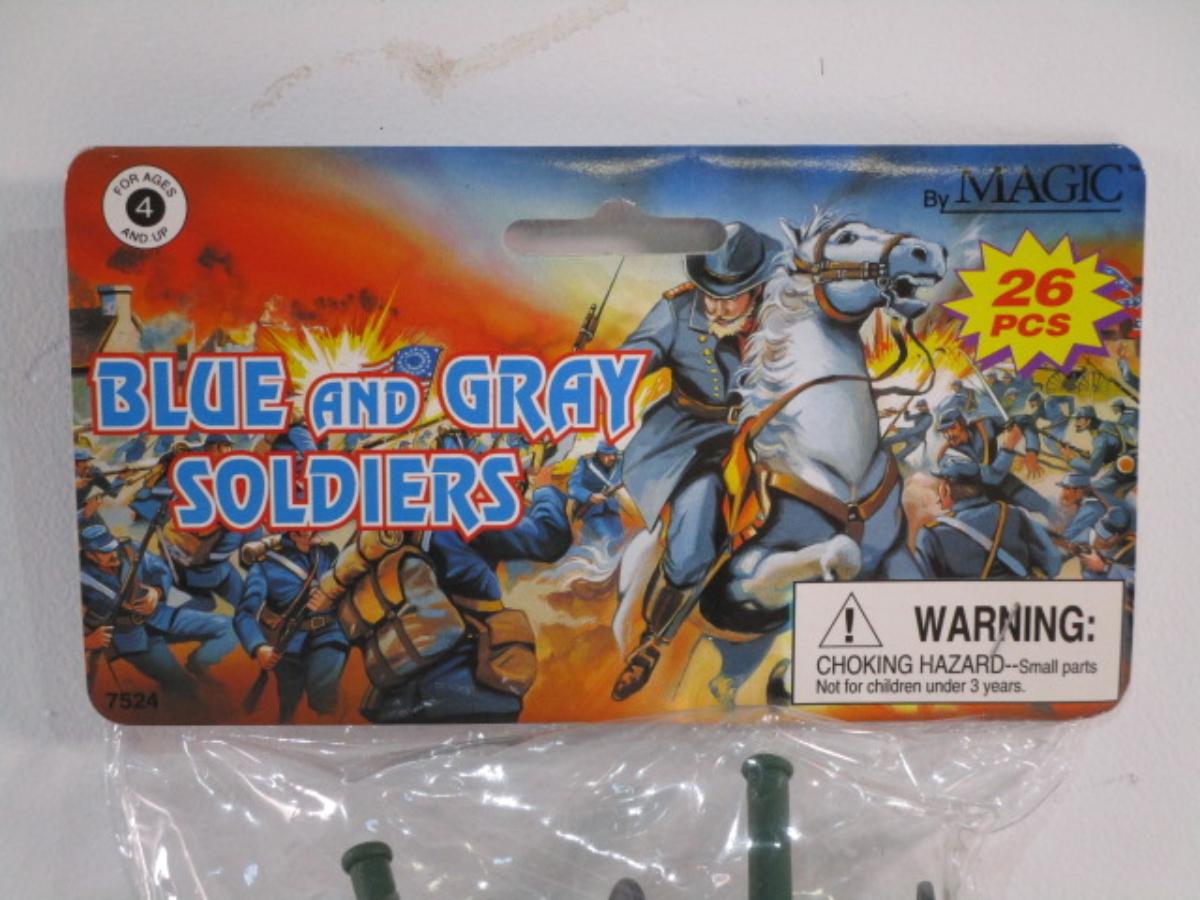 FOR AGES
4
AND UP
By MAGIC™
26
PCS
BLUE AND GRAY
SOLDIERS
WARNING:
CHOKING HAZARD--Small parts
Not for children under 3 years.
7524